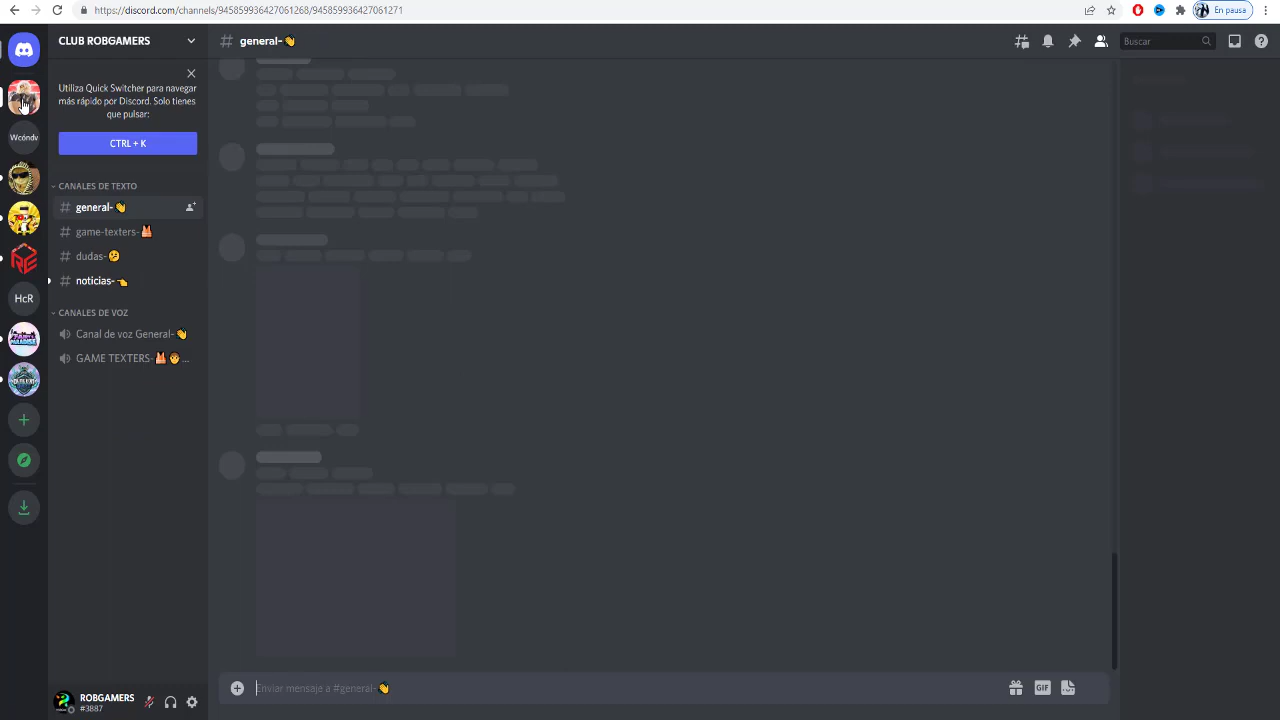 https://discord.com/channels/945859936427061268/945859936427061271
En pausa
CLUB ROBGAMERS
general-👋
Buscar
Utiliza Quick Switcher para navegar
más rápido por Discord. Solo tienes
que pulsar:
CTRL + K
Wcóndv
CANALES DE TEXTO
general-👋
game-texters-🦺
dudas-🤔
noticias-👈
HcR
CANALES DE VOZ
Canal de voz General-👋
GAME TEXTERS-🦺👨...
ROBGAMERS
#3887
Enviar mensaje a #general-👋
GIF